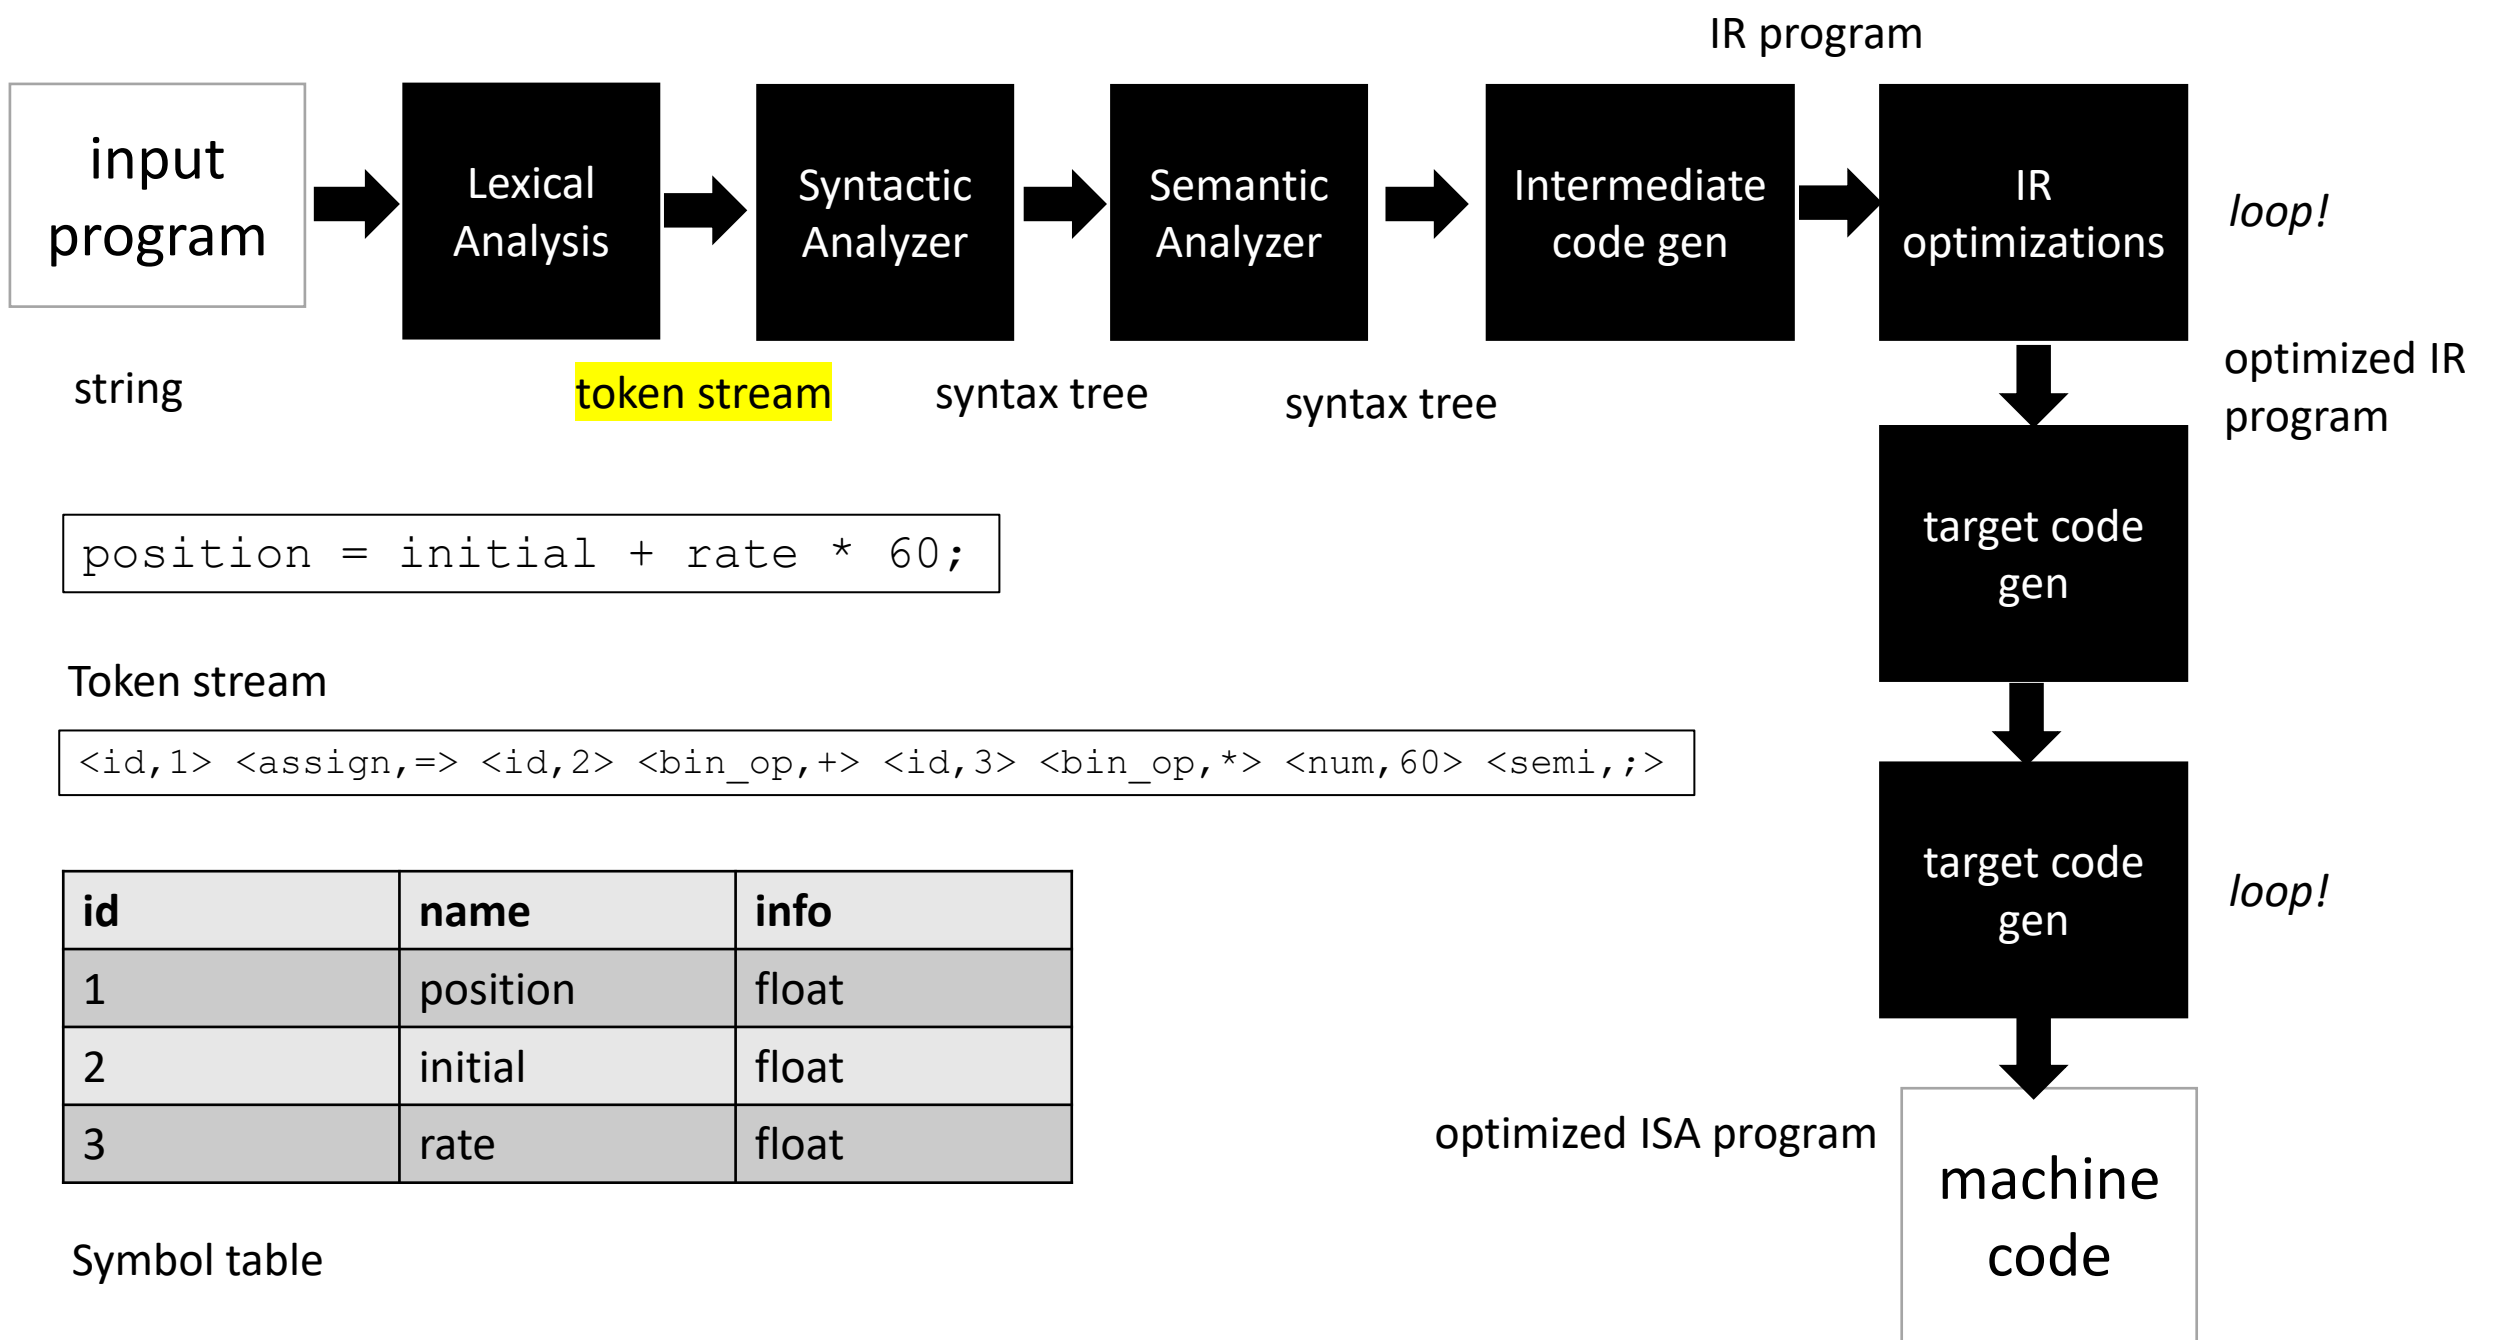 IR program
input
program
Lexical
Analysis
Syntactic
Analyzer
Semantic
Analyzer
Intermediate
code gen
IR
optimizations
loop!
string
token stream
syntax tree
syntax tree
optimized IR
program
position = initial + rate * 60;
target code
gen
Token stream
<id,1> <assign,=> <id,2> <bin_op,+> <id,3> <bin_op,*> <num,60> <semi,;>
id name info
1 position float
2 initial float
3 rate float
target code
gen
loop!
optimized ISA program
machine
code
Symbol table